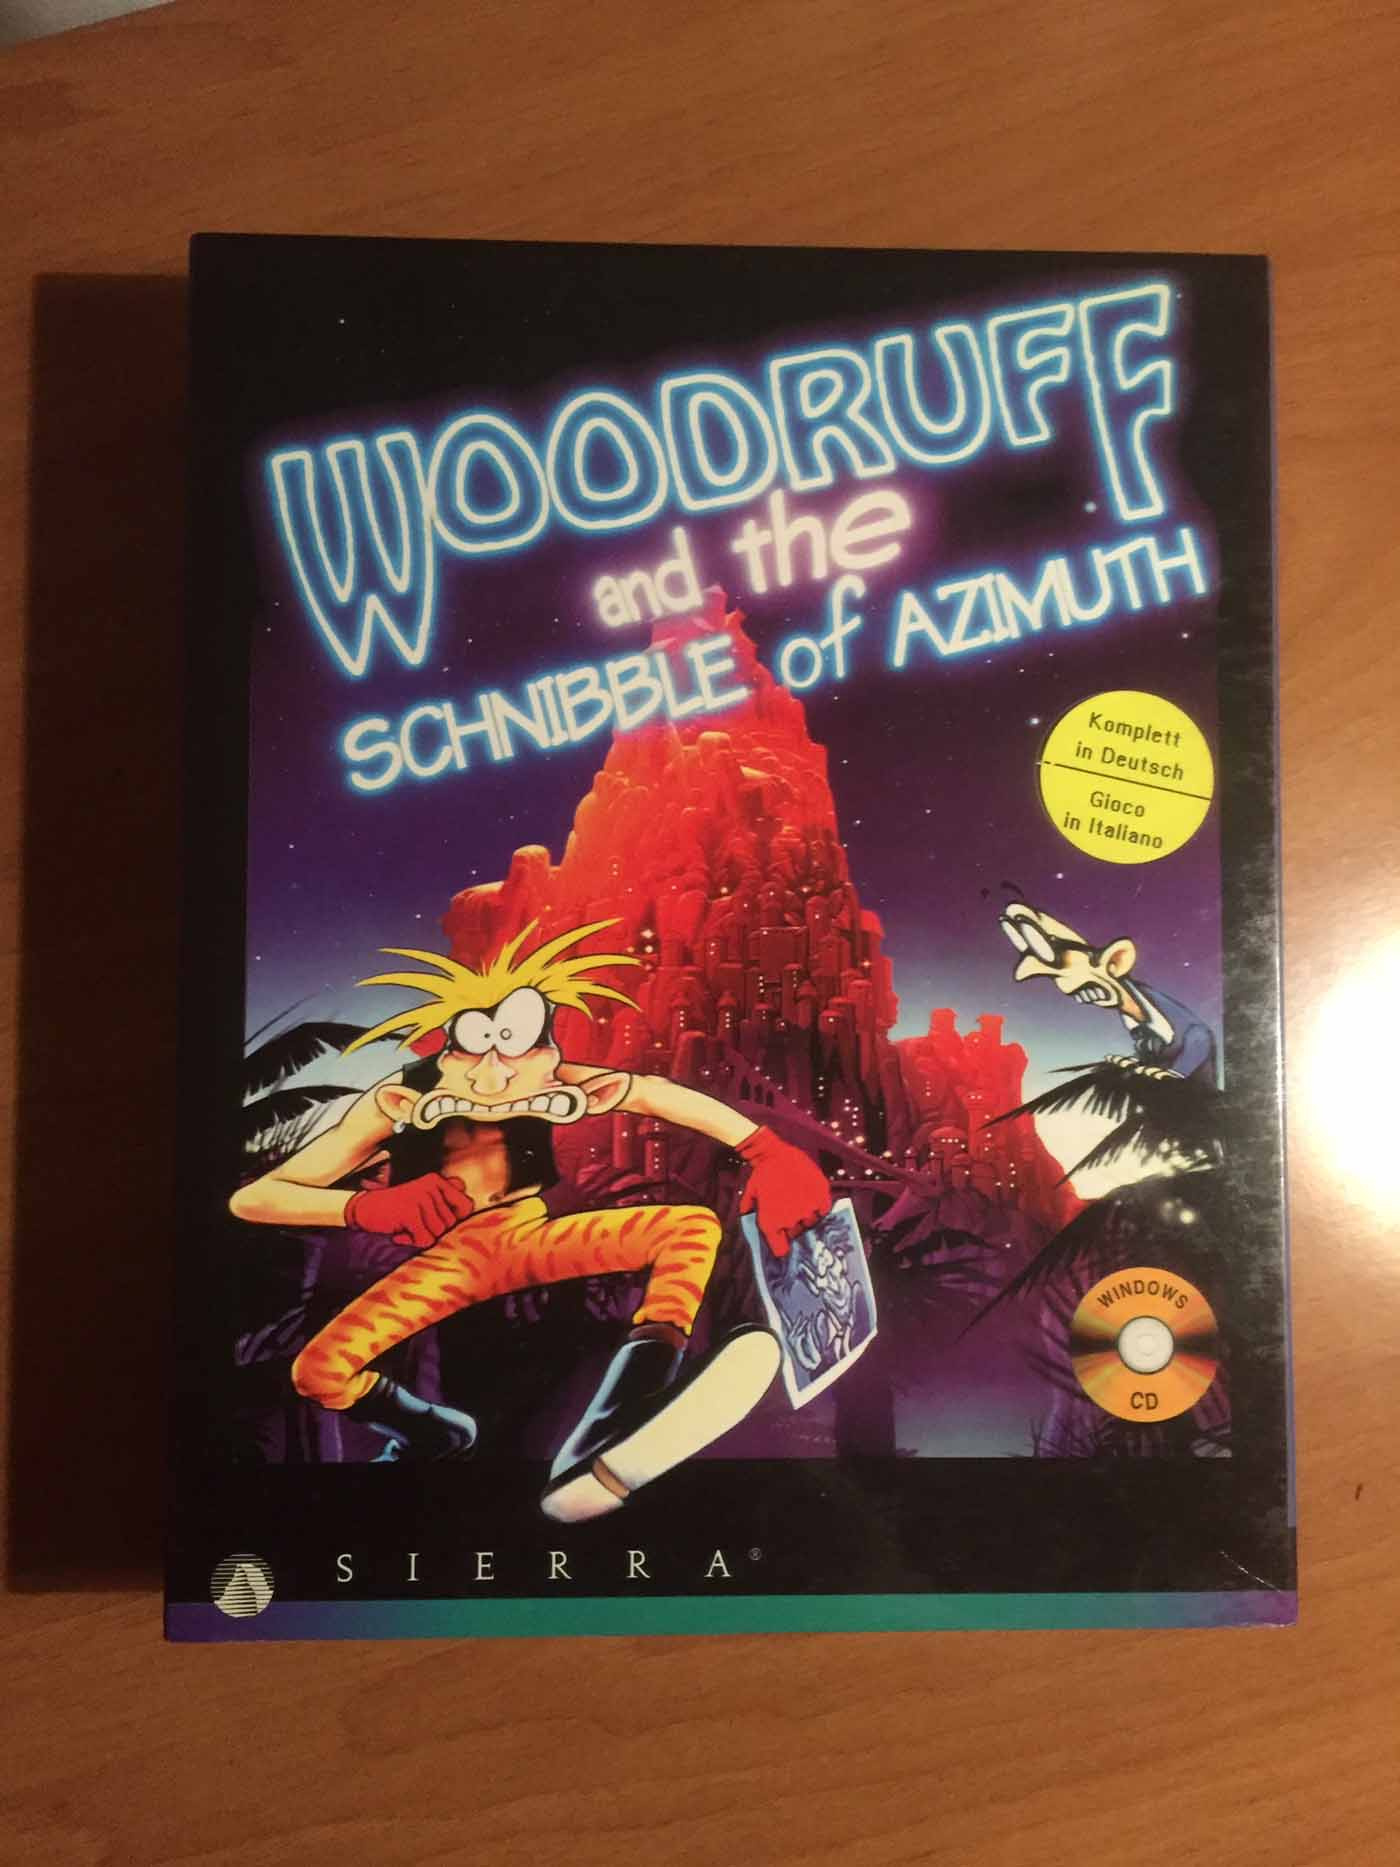 WOODRUFF
and the
SCHNIBBLE of AZIMUTH
Komplett
in Deutsch
Gioco
in Italiano
WINDOWS
CD
SIERRA®